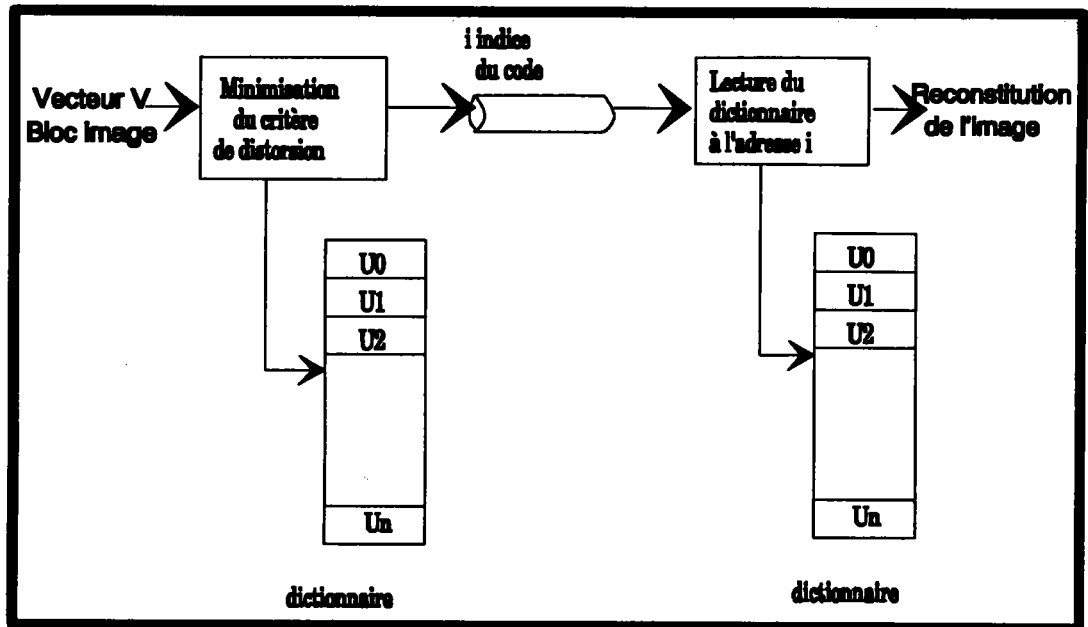 i indice
du code
Vecteur V
Bloc image
Minimisation
du critère
de distorsion
Lecture du
dictionnaire
à l'adresse i
Reconstitution
de l'image
U0
U1
U2
Un
dictionnaire
U0
U1
U2
Un
dictionnaire